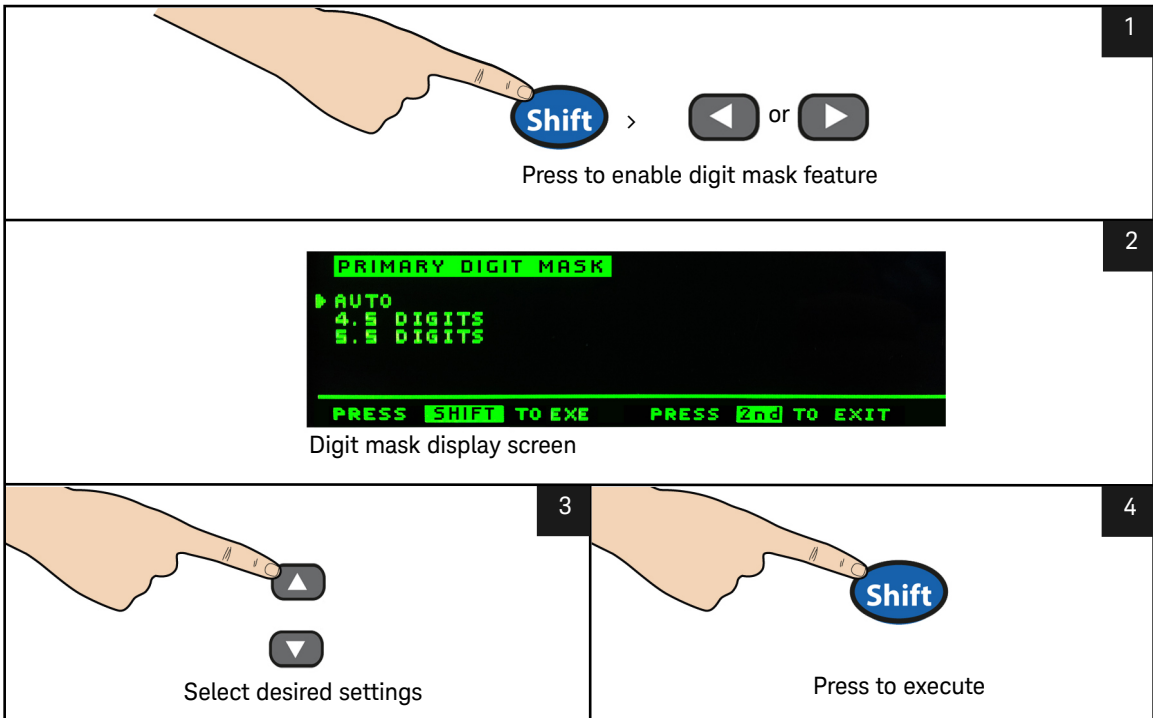 1
Shift > or
Press to enable digit mask feature
2
PRIMARY DIGIT MASK
AUTO
4.5 DIGITS
5.5 DIGITS
PRESS SHIFT TO EXE PRESS 2nd TO EXIT
Digit mask display screen
3
Select desired settings
4
Shift
Press to execute